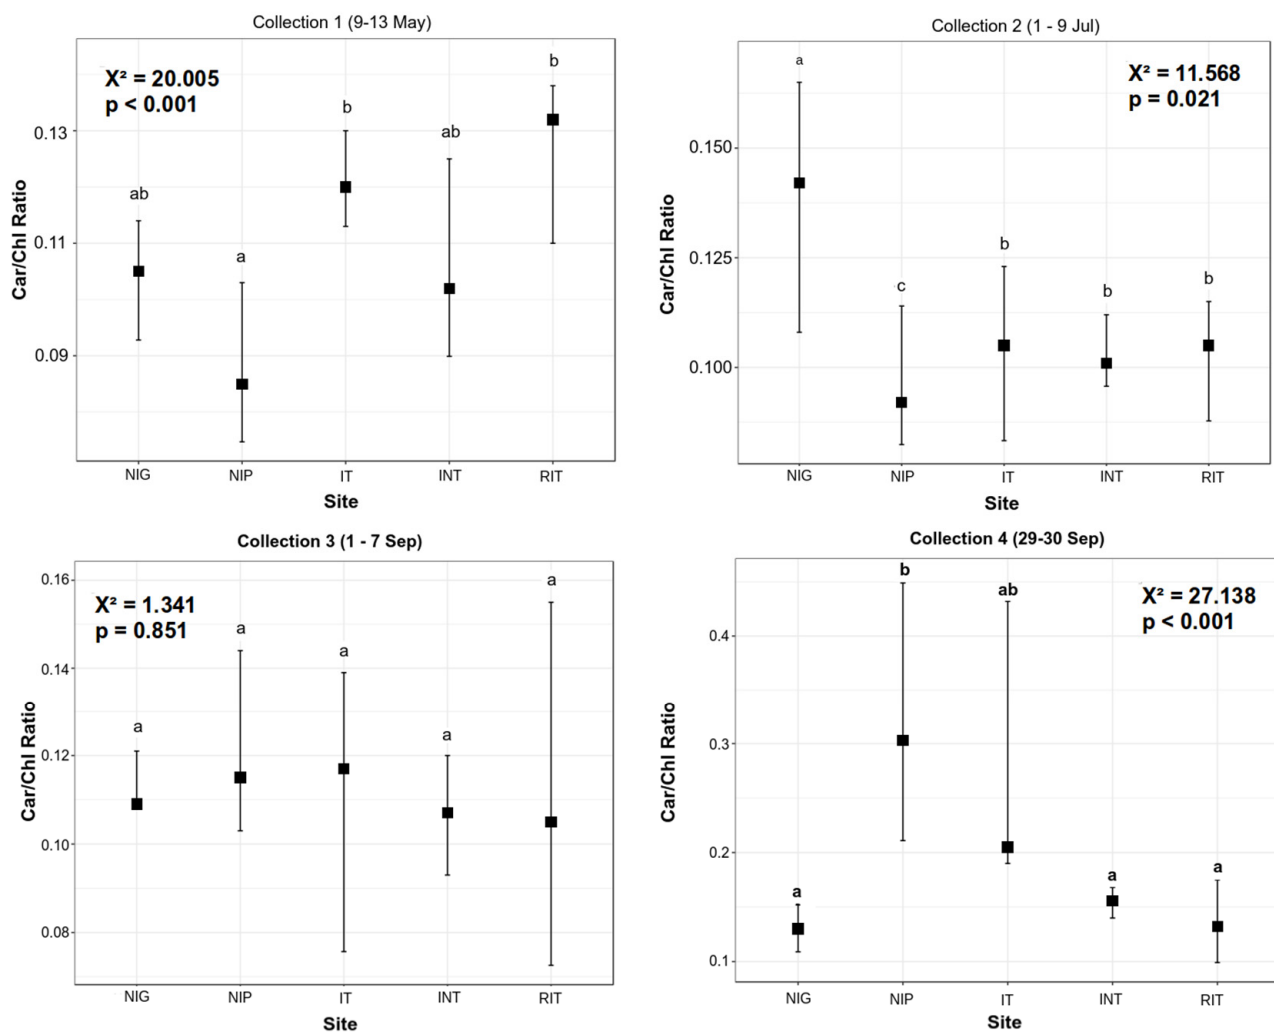 Collection 1 (9-13 May)
X² = 20.005
p < 0.001
ab
a
b
ab
b
0.13
0.11
0.09
Car/Chl Ratio
NIG
NIP
IT
INT
RIT
Site
Collection 2 (1 - 9 Jul)
X² = 11.568
p = 0.021
a
c
b
b
b
0.150
0.125
0.100
Car/Chl Ratio
NIG
NIP
IT
INT
RIT
Site
Collection 3 (1 - 7 Sep)
X² = 1.341
p = 0.851
a
a
a
a
a
0.16
0.14
0.12
0.10
0.08
Car/Chl Ratio
NIG
NIP
IT
INT
RIT
Site
Collection 4 (29-30 Sep)
X² = 27.138
p < 0.001
a
b
ab
a
a
0.4
0.3
0.2
0.1
Car/Chl Ratio
NIG
NIP
IT
INT
RIT
Site